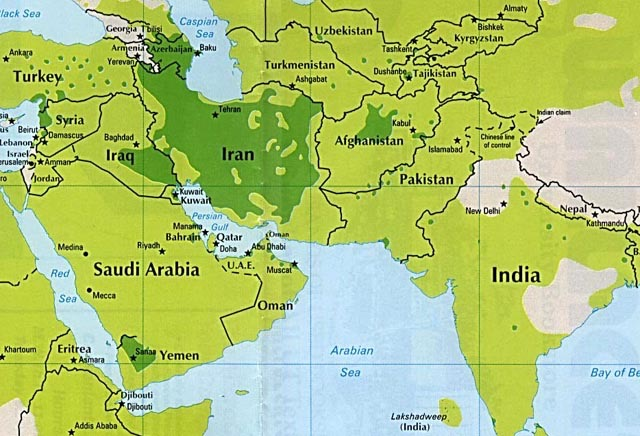 Black Sea
Caspian
Sea
Georgia
Tbilisi
Armenia
Yerevan
Azerbaijan
Baku
Ankara
Turkey
Uzbekistan
Almaty
Bishkek
Kyrgyzstan
Tashkent
Turkmenistan
Ashgabat
Dushanbe
Tajikistan
Syria
Beirut
Lebanon
Damascus
Israel
Jerusalem
Amman
Jordan
Baghdad
Iraq
Tehran
Iran
Afghanistan
Kabul
Islamabad
Indian claim
Chinese line
of control
Pakistan
Kuwait
Kuwait
Persian
Gulf
Manama
Bahrain
Qatar
Doha
Oman
Abu Dhabi
U.A.E.
Muscat
Oman
New Delhi
Nepal
Kathmandu
India
Medina
Riyadh
Saudi Arabia
Mecca
Red
Sea
Khartoum
Eritrea
Asmara
Sanaa
Yemen
Djibouti
Djibouti
Addis Ababa
Arabian
Sea
Bay of Be
Lakshadweep
(India)